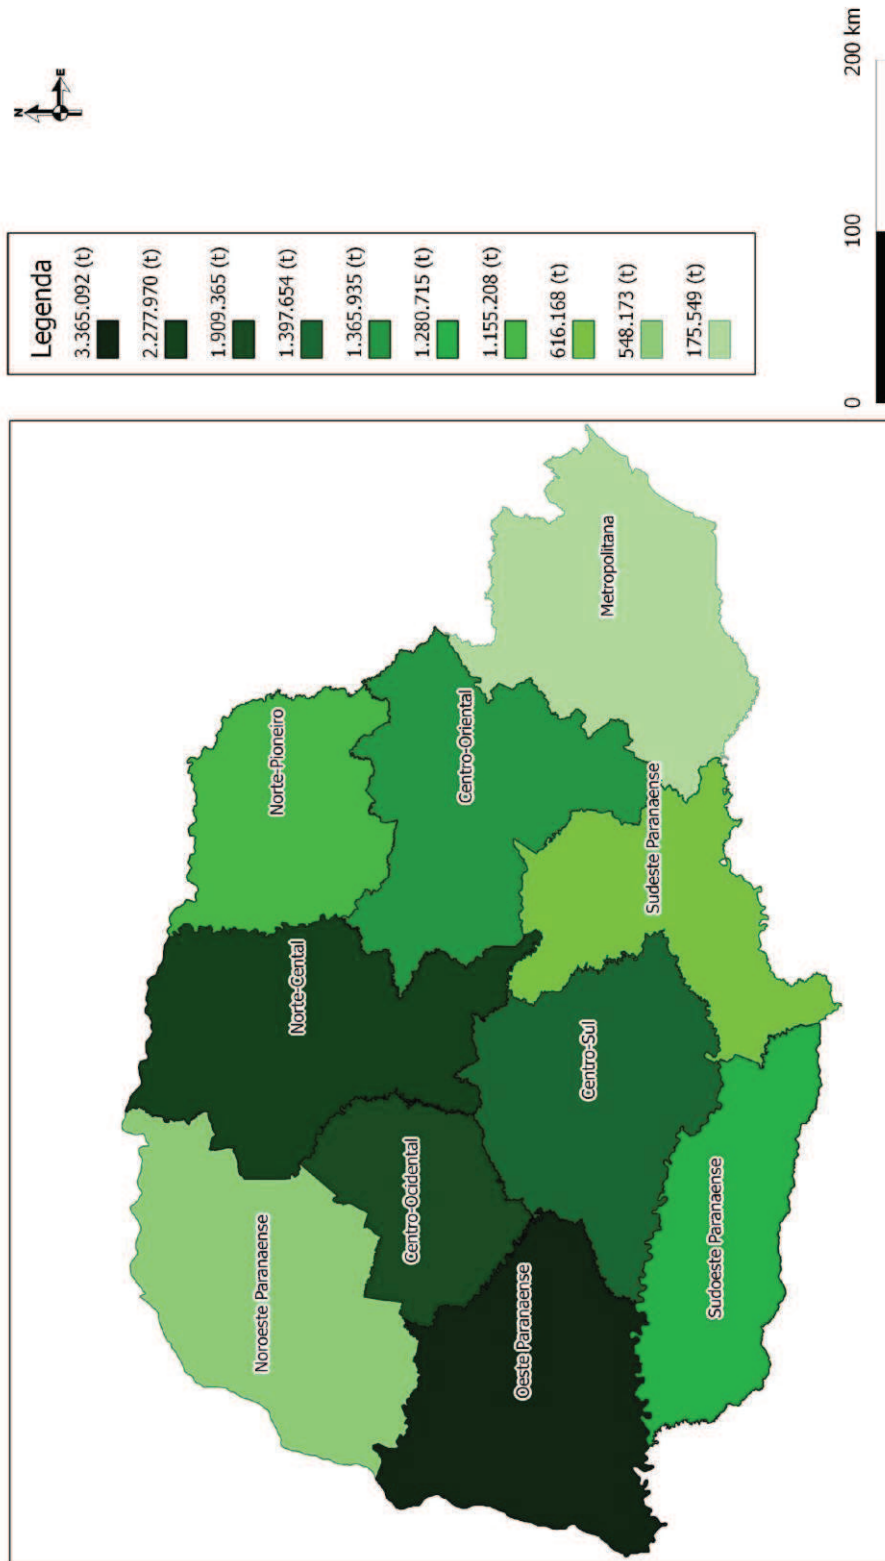 N
E
Legenda
3.365.092 (t)
2.277.970 (t)
1.909.365 (t)
1.397.654 (t)
1.365.935 (t)
1.280.715 (t)
1.155.208 (t)
616.168 (t)
548.173 (t)
175.549 (t)
0 100 200 km
Noroeste Paranaense
Norte-Cental
Norte-Pioneiro
Centro-Ocidental
Centro-Oriental
Oeste Paranaense
Centro-Sul
Metropolitana
Sudeste Paranaense
Sudoeste Paranaense